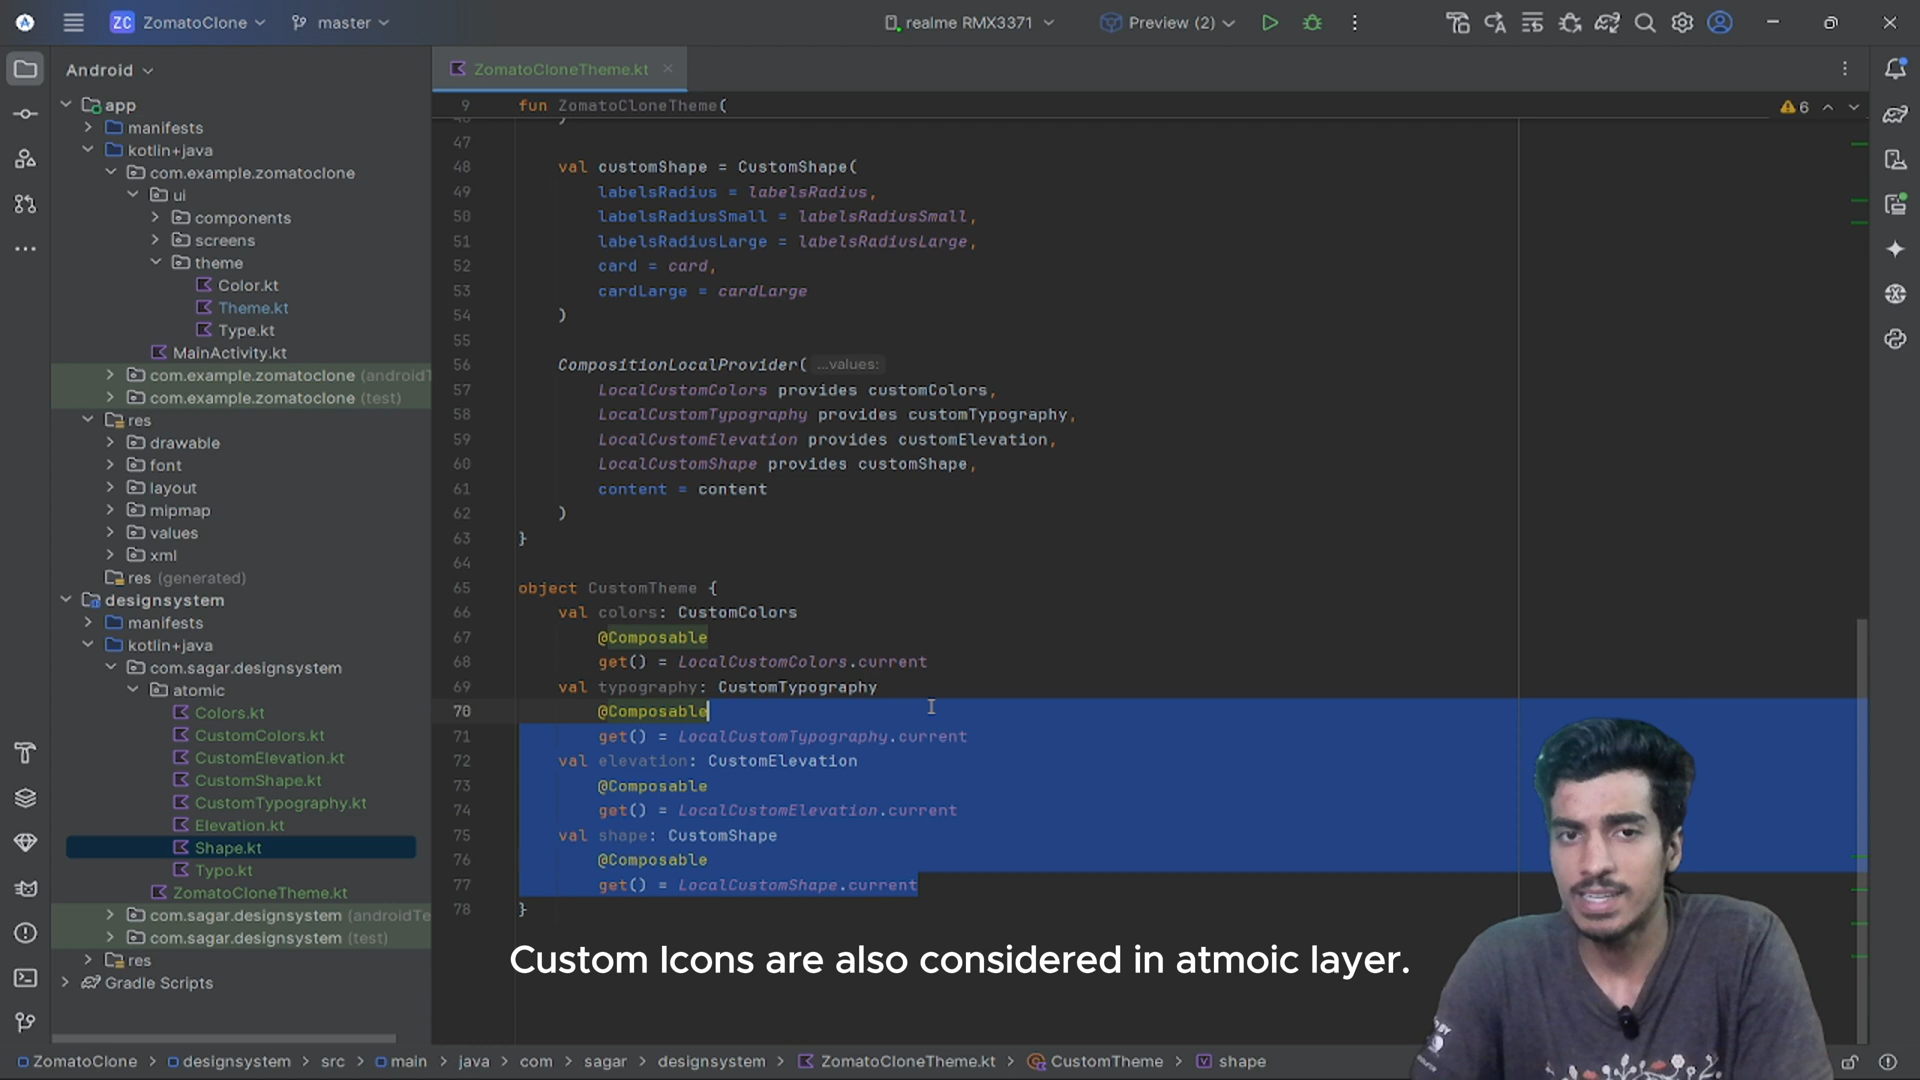 ZC ZomatoClone master realme RMX3371 Preview (2)
Android
ZomatoCloneTheme.kt
app
manifests
kotlin+java
com.example.zomatoclone
ui
components
screens
theme
Color.kt
Theme.kt
Type.kt
MainActivity.kt
com.example.zomatoclone (androidT
com.example.zomatoclone (test)
res
drawable
font
layout
mipmap
values
xml
res (generated)
designsystem
manifests
kotlin+java
com.sagar.designsystem
atomic
Colors.kt
CustomColors.kt
CustomElevation.kt
CustomShape.kt
CustomTypography.kt
Elevation.kt
Shape.kt
Typo.kt
ZomatoCloneTheme.kt
com.sagar.designsystem (androidTe
com.sagar.designsystem (test)
res
Gradle Scripts
9 fun ZomatoCloneTheme( 6
46 )
47
48 val customShape = CustomShape(
49 labelsRadius = labelsRadius,
50 labelsRadiusSmall = labelsRadiusSmall,
51 labelsRadiusLarge = labelsRadiusLarge,
52 card = card,
53 cardLarge = cardLarge
54 )
55
56 CompositionLocalProvider( ...values:
57 LocalCustomColors provides customColors,
58 LocalCustomTypography provides customTypography,
59 LocalCustomElevation provides customElevation,
60 LocalCustomShape provides customShape,
61 content = content
62 )
63 }
64
65 object CustomTheme {
66 val colors: CustomColors
67 @Composable
68 get() = LocalCustomColors.current
69 val typography: CustomTypography
70 @Composable
71 get() = LocalCustomTypography.current
72 val elevation: CustomElevation
73 @Composable
74 get() = LocalCustomElevation.current
75 val shape: CustomShape
76 @Composable
77 get() = LocalCustomShape.current
78 }
Custom Icons are also considered in atmoic layer.
ZomatoClone > designsystem > src > main > java > com > sagar > designsystem > ZomatoCloneTheme.kt > CustomTheme > shape